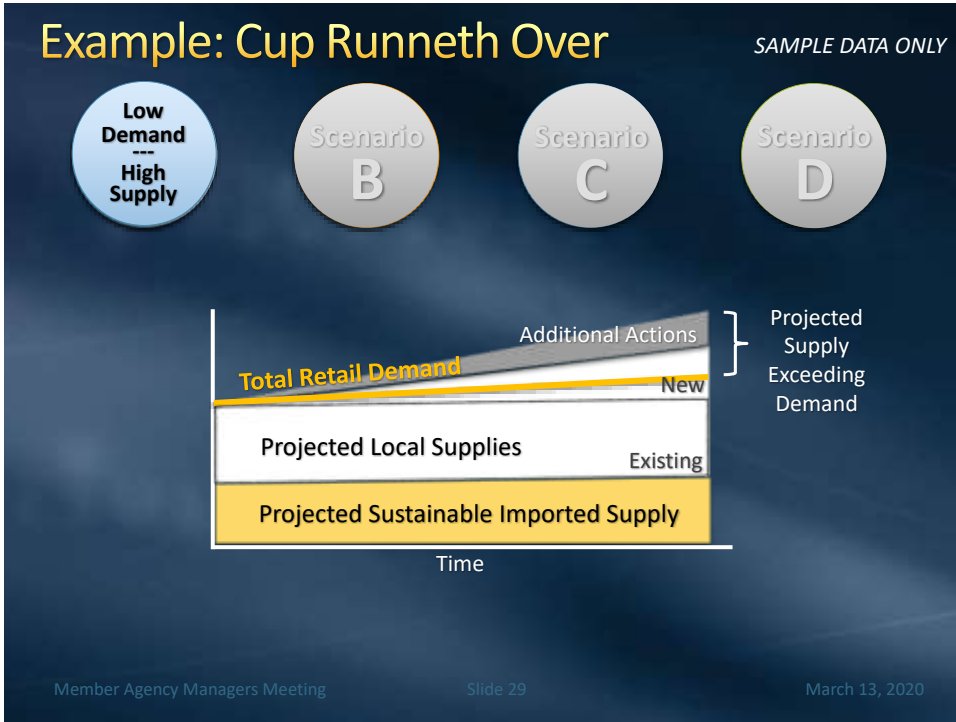 Example: Cup Runneth Over
SAMPLE DATA ONLY
Low
Demand
---
High
Supply
Scenario
B
Scenario
C
Scenario
D
Additional Actions
Total Retail Demand
New
Projected Local Supplies
Existing
Projected Sustainable Imported Supply
Time
Projected
Supply
Exceeding
Demand
Member Agency Managers Meeting
Slide 29
March 13, 2020